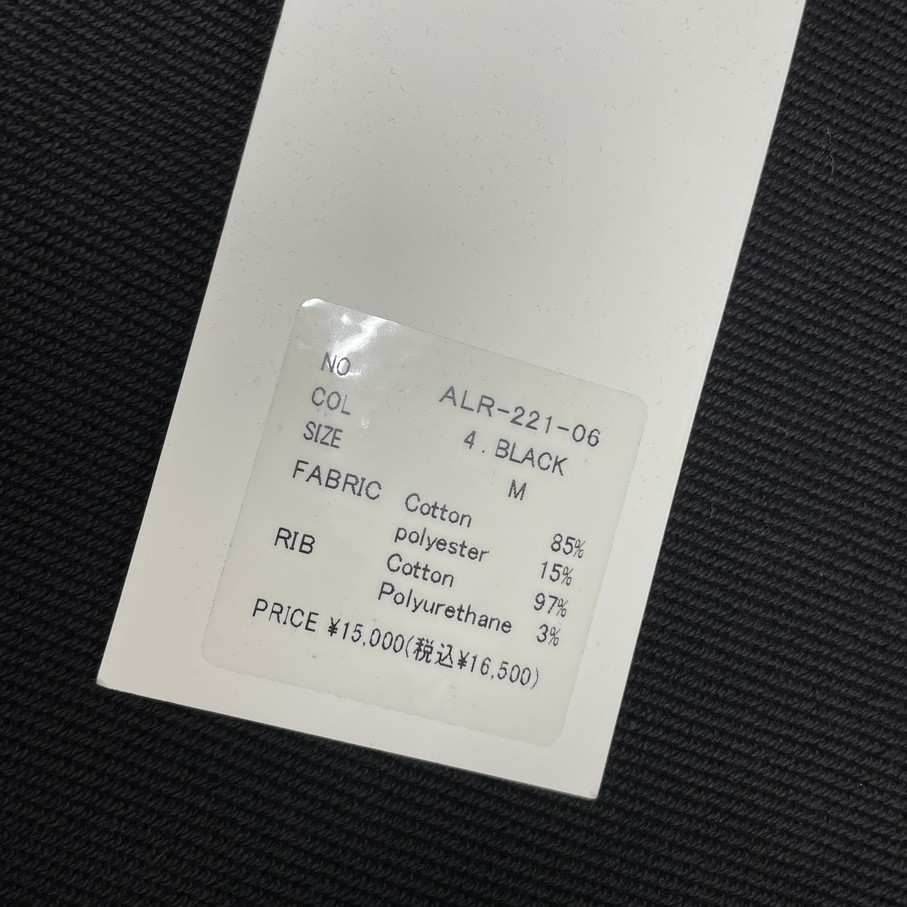 NO ALR-221-06
COL 4.BLACK
SIZE M
FABRIC Cotton 85%
polyester 15%
RIB Cotton 97%
Polyurethane 3%
PRICE ¥15,000(税込¥16,500)